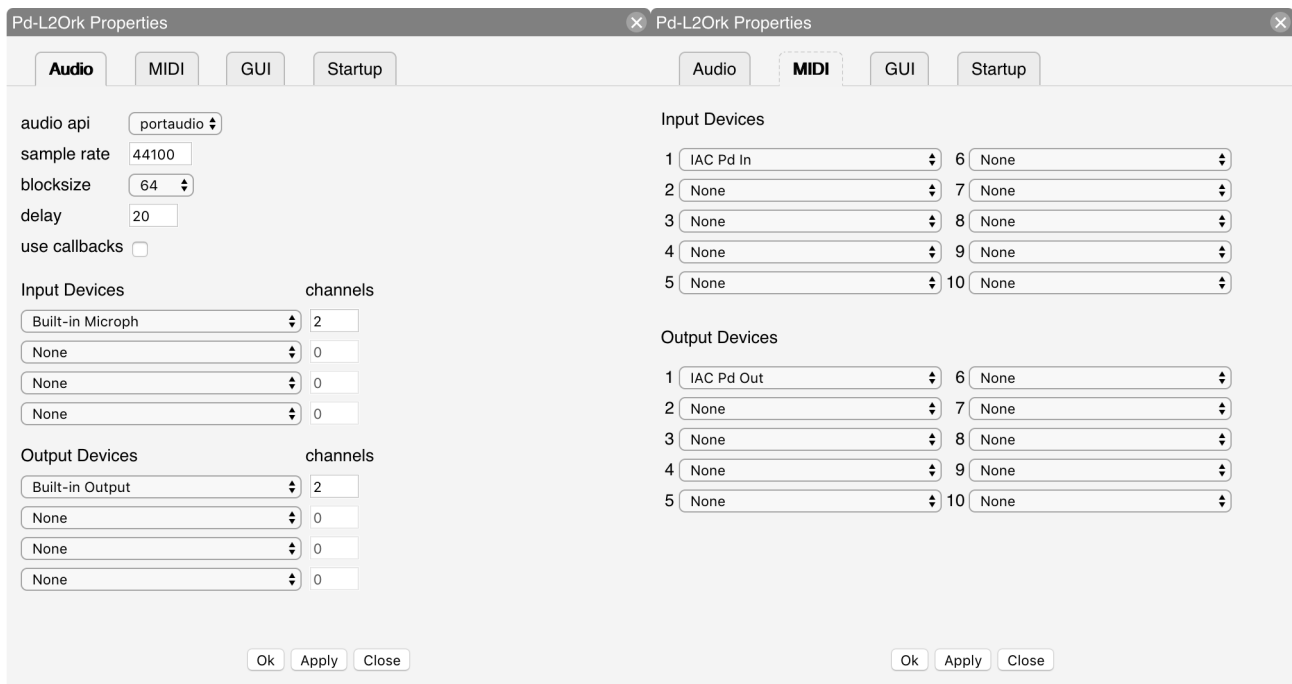 Pd-L2Ork Properties
Audio MIDI GUI Startup
audio api portaudio
sample rate 44100
blocksize 64
delay 20
use callbacks
Input Devices channels
Built-in Microph 2
None 0
None 0
None 0
Output Devices channels
Built-in Output 2
None 0
None 0
None 0
Ok Apply Close
Pd-L2Ork Properties
Audio MIDI GUI Startup
Input Devices
1 IAC Pd In 6 None
2 None 7 None
3 None 8 None
4 None 9 None
5 None 10 None
Output Devices
1 IAC Pd Out 6 None
2 None 7 None
3 None 8 None
4 None 9 None
5 None 10 None
Ok Apply Close